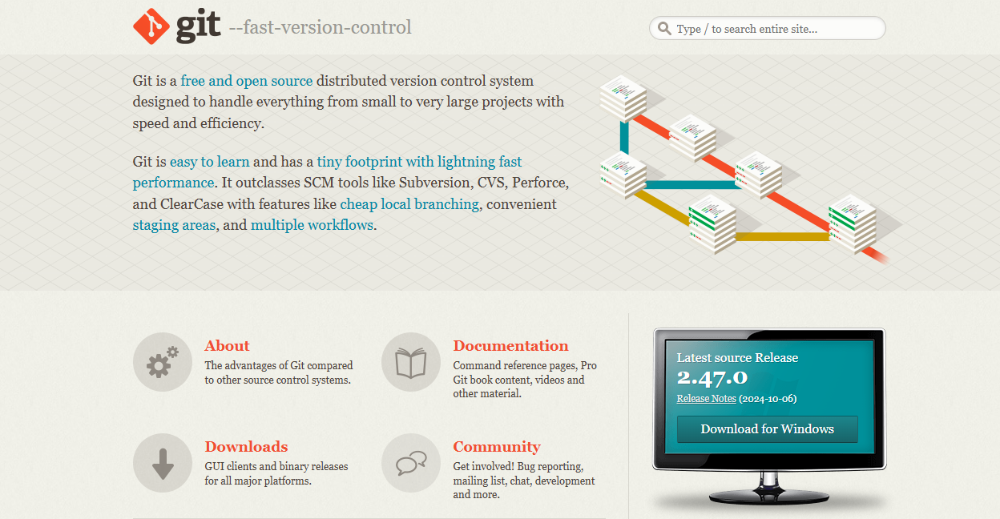 git --fast-version-control
Type / to search entire site...
Git is a free and open source distributed version control system
designed to handle everything from small to very large projects with
speed and efficiency.
Git is easy to learn and has a tiny footprint with lightning fast
performance. It outclasses SCM tools like Subversion, CVS, Perforce,
and ClearCase with features like cheap local branching, convenient
staging areas, and multiple workflows.
About
The advantages of Git compared
to other source control systems.
Documentation
Command reference pages, Pro
Git book content, videos and
other material.
Downloads
GUI clients and binary releases
for all major platforms.
Community
Get involved! Bug reporting,
mailing list, chat, development
and more.
Latest source Release
2.47.0
Release Notes (2024-10-06)
Download for Windows